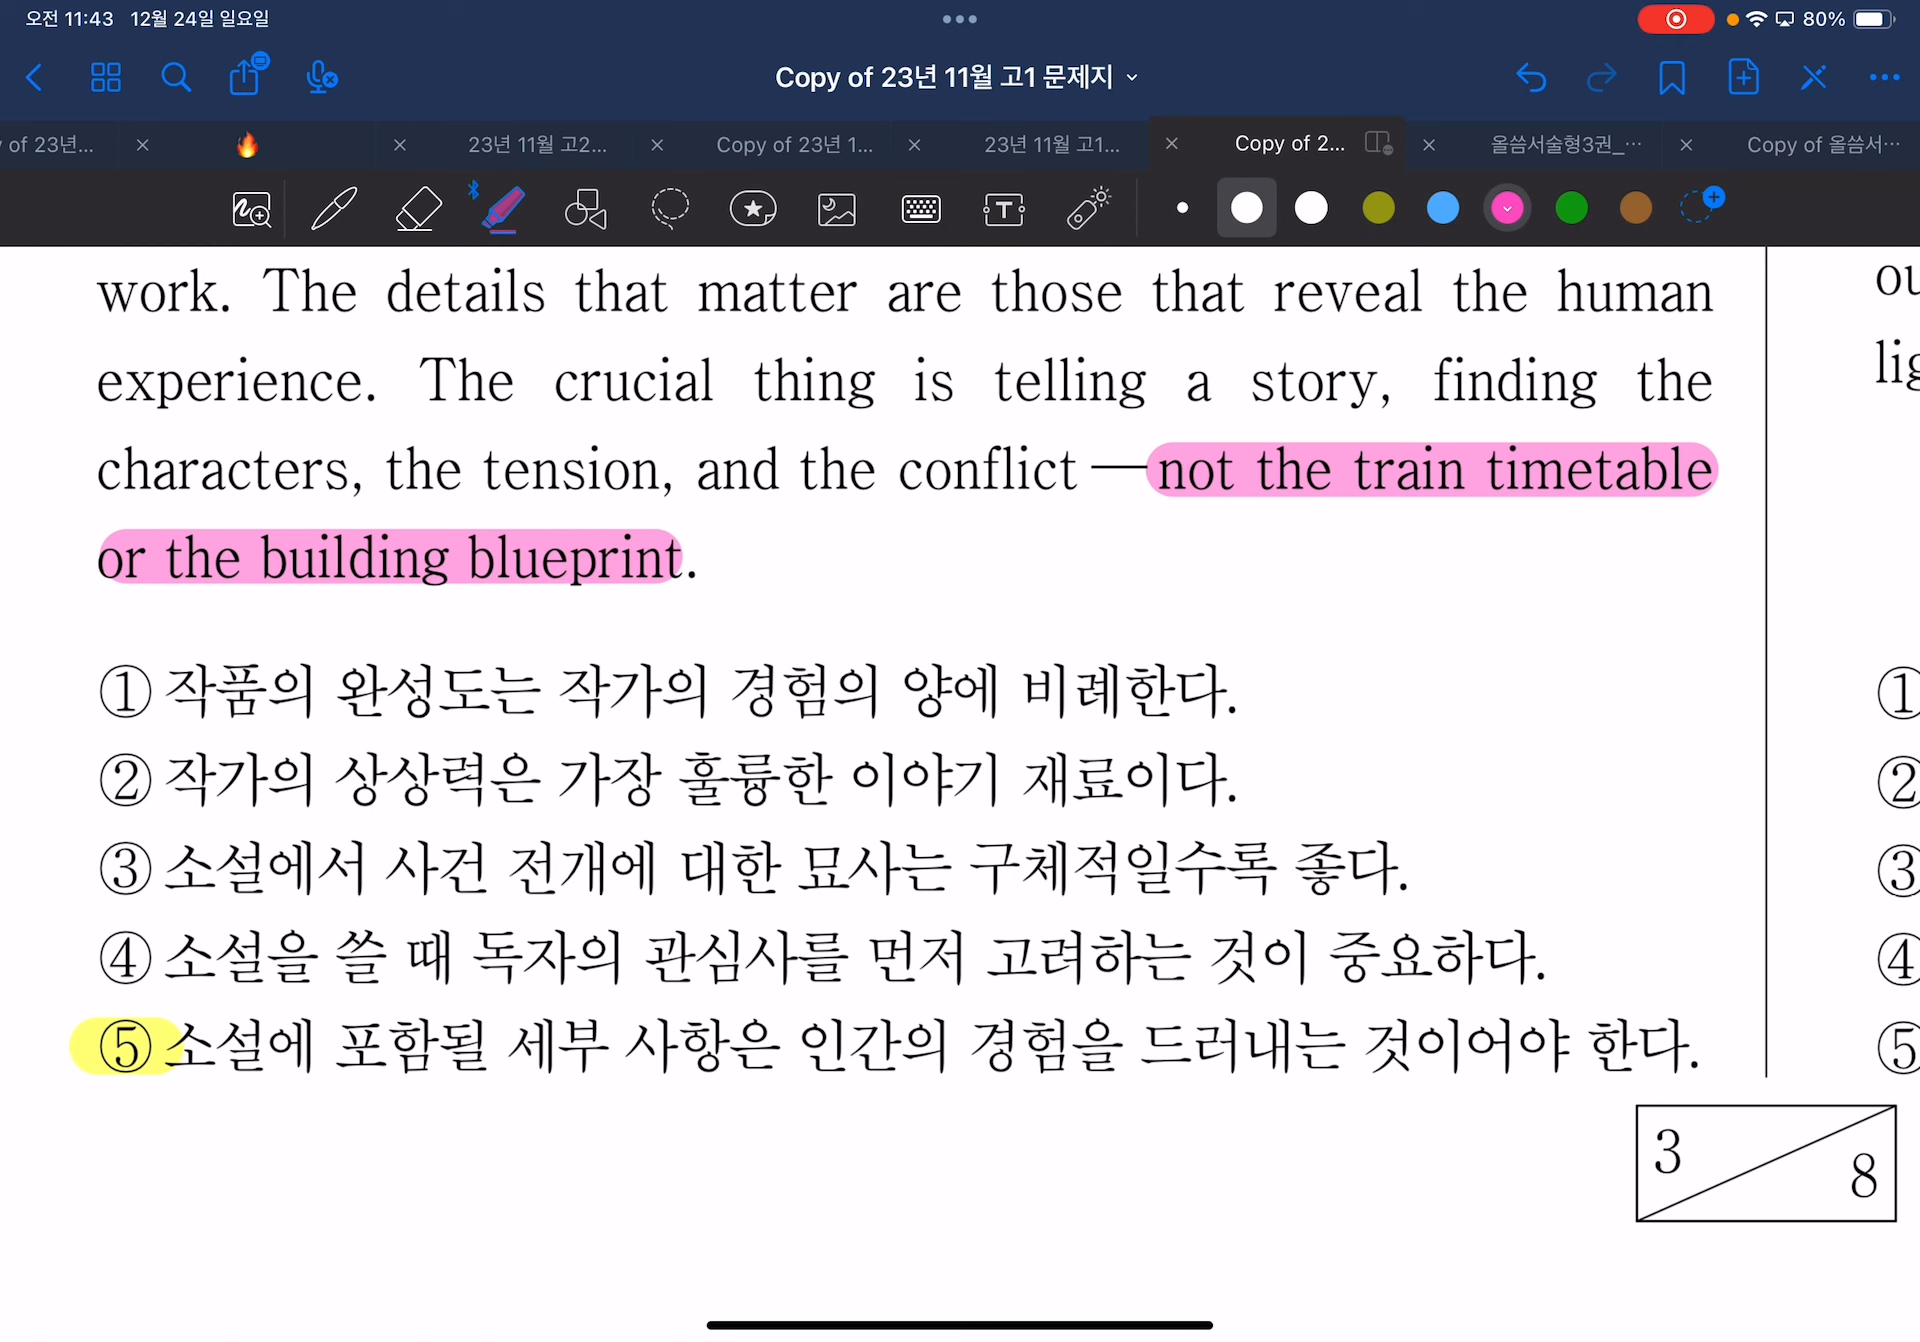 오전 11:43 12월 24일 일요일
80%
Copy of 23년 11월 고1 문제지
of 23년...
23년 11월 고2...
Copy of 23년 1...
23년 11월 고1...
Copy of 2...
올씀서술형3권_...
Copy of 올씀서...
work. The details that matter are those that reveal the human
experience. The crucial thing is telling a story, finding the
characters, the tension, and the conflict—not the train timetable
or the building blueprint.
① 작품의 완성도는 작가의 경험의 양에 비례한다.
② 작가의 상상력은 가장 훌륭한 이야기 재료이다.
③ 소설에서 사건 전개에 대한 묘사는 구체적일수록 좋다.
④ 소설을 쓸 때 독자의 관심사를 먼저 고려하는 것이 중요하다.
⑤ 소설에 포함될 세부 사항은 인간의 경험을 드러내는 것이어야 한다.
3
8
①
②
③
④
⑤